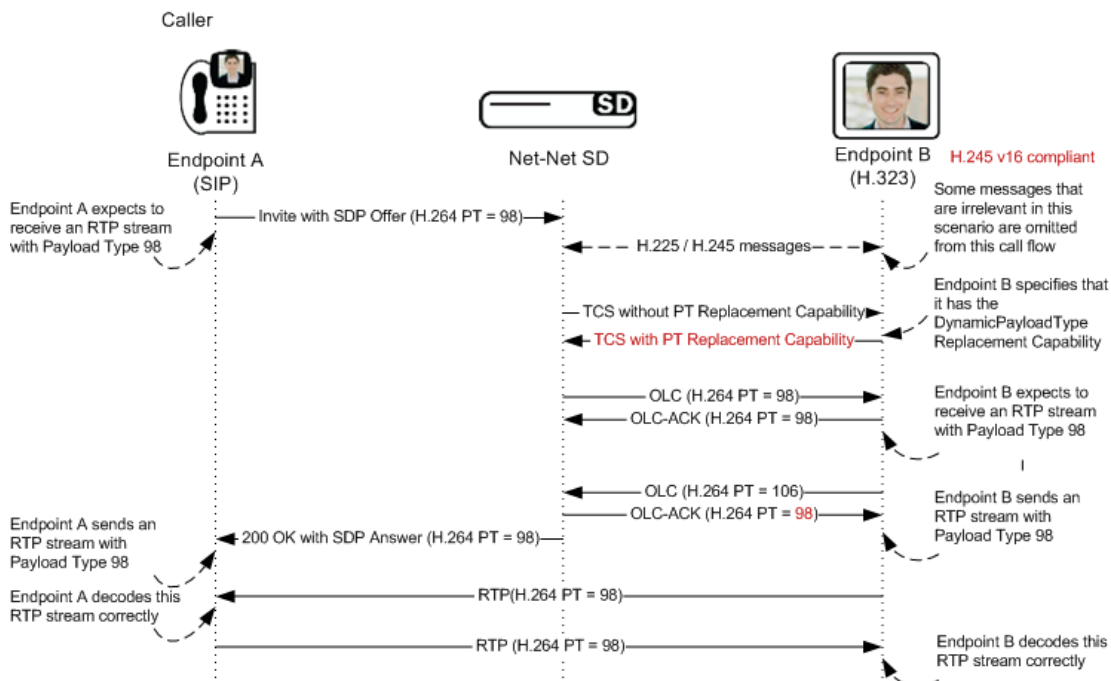 Caller
SD
Endpoint A
(SIP)
Net-Net SD
Endpoint B
(H.323)
H.245 v16 compliant
Endpoint A expects to
receive an RTP stream
with Payload Type 98
Invite with SDP Offer (H.264 PT = 98)
H.225 / H.245 messages
Some messages that
are irrelevant in this
scenario are omitted
from this call flow
TCS without PT Replacement Capability
TCS with PT Replacement Capability
Endpoint B specifies that
it has the
DynamicPayloadType
Replacement Capability
OLC (H.264 PT = 98)
OLC-ACK (H.264 PT = 98)
Endpoint B expects to
receive an RTP stream
with Payload Type 98
OLC (H.264 PT = 106)
OLC-ACK (H.264 PT = 98)
Endpoint B sends an
RTP stream with
Payload Type 98
Endpoint A sends an
RTP stream with
Payload Type 98
200 OK with SDP Answer (H.264 PT = 98)
Endpoint A decodes this
RTP stream correctly
RTP(H.264 PT = 98)
RTP (H.264 PT = 98)
Endpoint B decodes this
RTP stream correctly